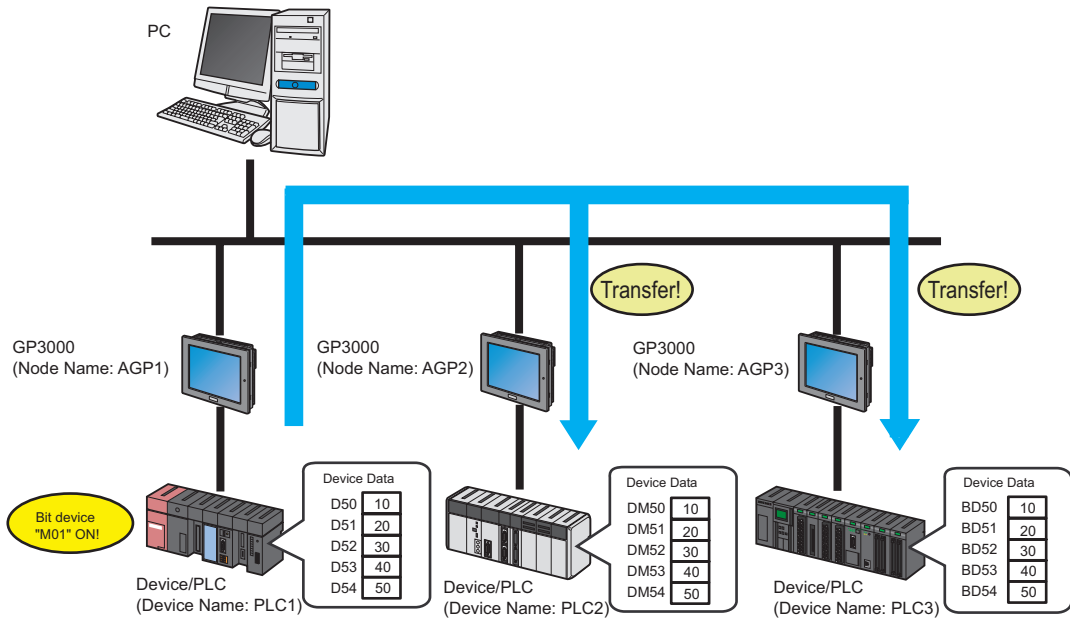 PC
Transfer!
Transfer!
GP3000
(Node Name: AGP1)
GP3000
(Node Name: AGP2)
GP3000
(Node Name: AGP3)
Bit device
"M01" ON!
Device Data
D50 10
D51 20
D52 30
D53 40
D54 50
Device/PLC
(Device Name: PLC1)
Device Data
DM50 10
DM51 20
DM52 30
DM53 40
DM54 50
Device/PLC
(Device Name: PLC2)
Device Data
BD50 10
BD51 20
BD52 30
BD53 40
BD54 50
Device/PLC
(Device Name: PLC3)